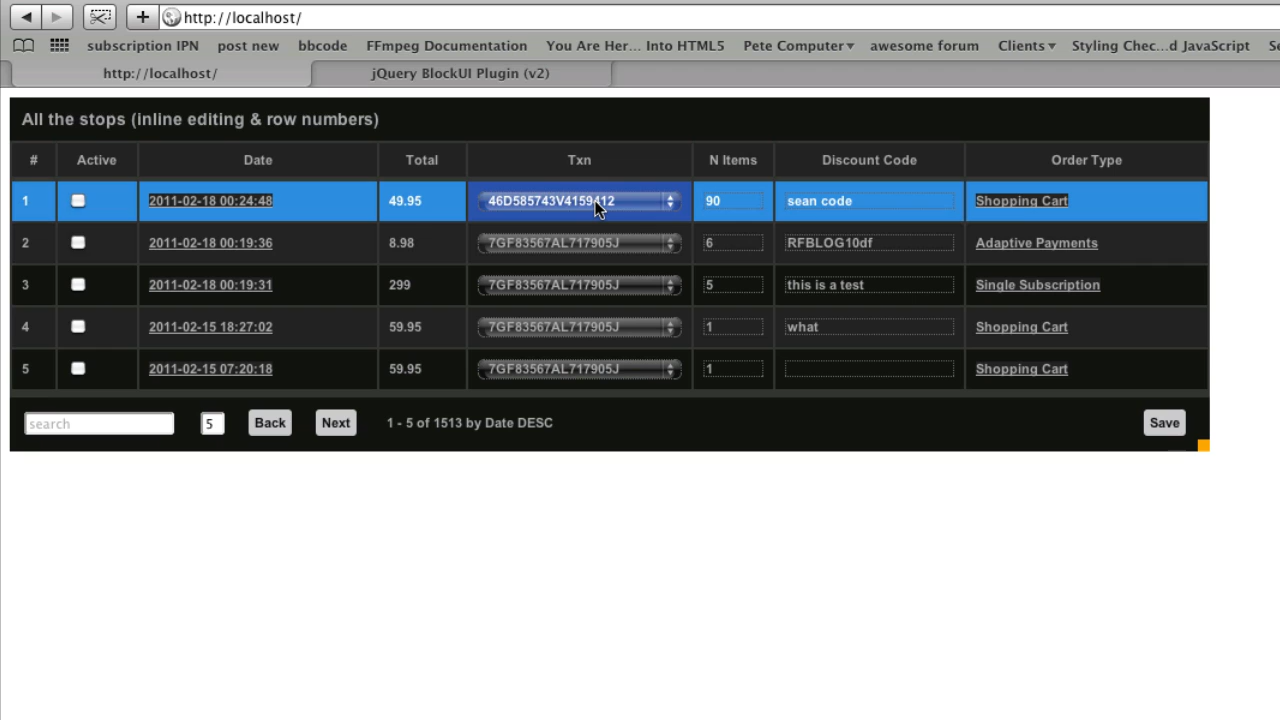 http://localhost/
subscription IPN post new bbcode FFmpeg Documentation You Are Her... Into HTML5 Pete Computer▾ awesome forum Clients▾ Styling Chec...d JavaScript
http://localhost/ jQuery BlockUI Plugin (v2)
All the stops (inline editing & row numbers)
# Active Date Total Txn N Items Discount Code Order Type
1 2011-02-18 00:24:48 49.95 46D585743V4159412 90 sean code Shopping Cart
2 2011-02-18 00:19:36 8.98 7GF83567AL717905J 6 RFBLOG10df Adaptive Payments
3 2011-02-18 00:19:31 299 7GF83567AL717905J 5 this is a test Single Subscription
4 2011-02-15 18:27:02 59.95 7GF83567AL717905J 1 what Shopping Cart
5 2011-02-15 07:20:18 59.95 7GF83567AL717905J 1 Shopping Cart
search 5 Back Next 1 - 5 of 1513 by Date DESC Save